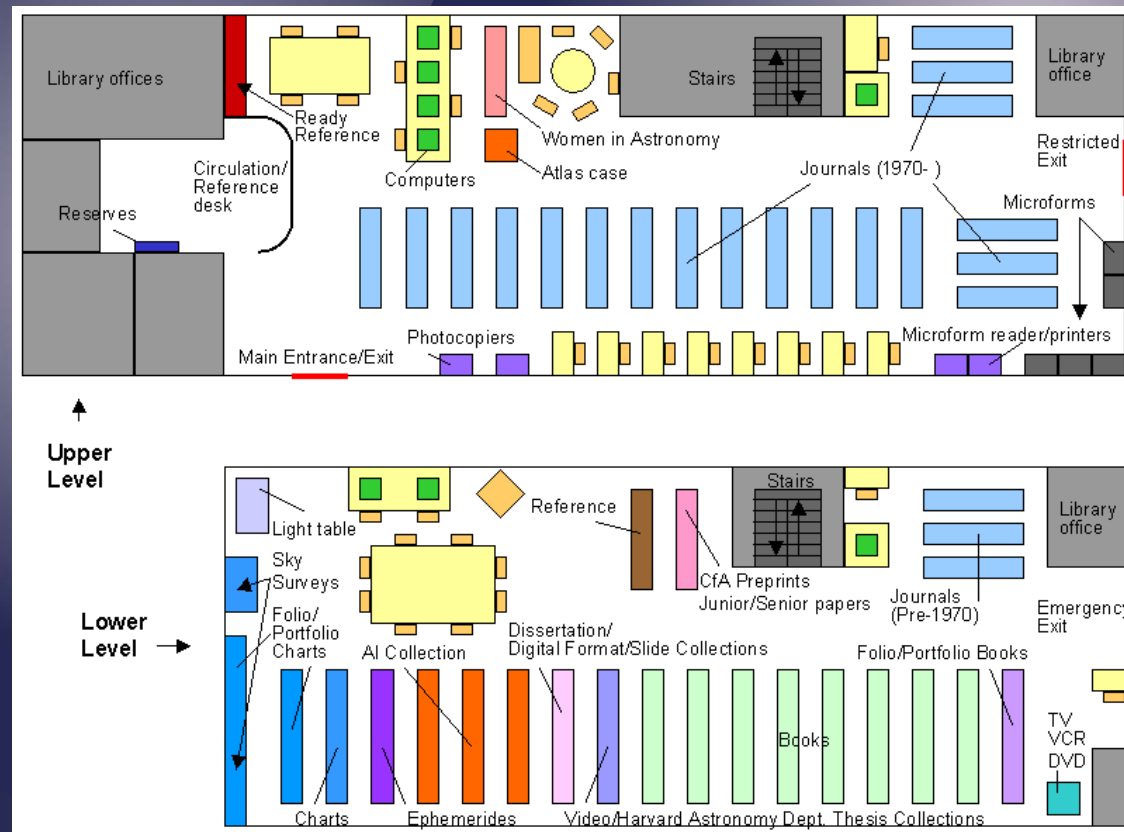 Library offices
Ready
Reference
Circulation/
Reference
desk
Reserves
Computers
Women in Astronomy
Atlas case
Stairs
Library
office
Restricted
Exit
Journals (1970- )
Microforms
Photocopiers
Microform reader/printers
Main Entrance/Exit
Upper
Level
Light table
Sky
Surveys
Folio/
Portfolio
Charts
Lower
Level
AI Collection
Reference
Stairs
CfA Preprints
Junior/Senior papers
Dissertation/
Digital Format/Slide Collections
Journals
(Pre-1970)
Library
office
Emergency
Exit
Folio/Portfolio Books
Books
TV
VCR
DVD
Charts
Ephemerides
Video/Harvard Astronomy Dept. Thesis Collections